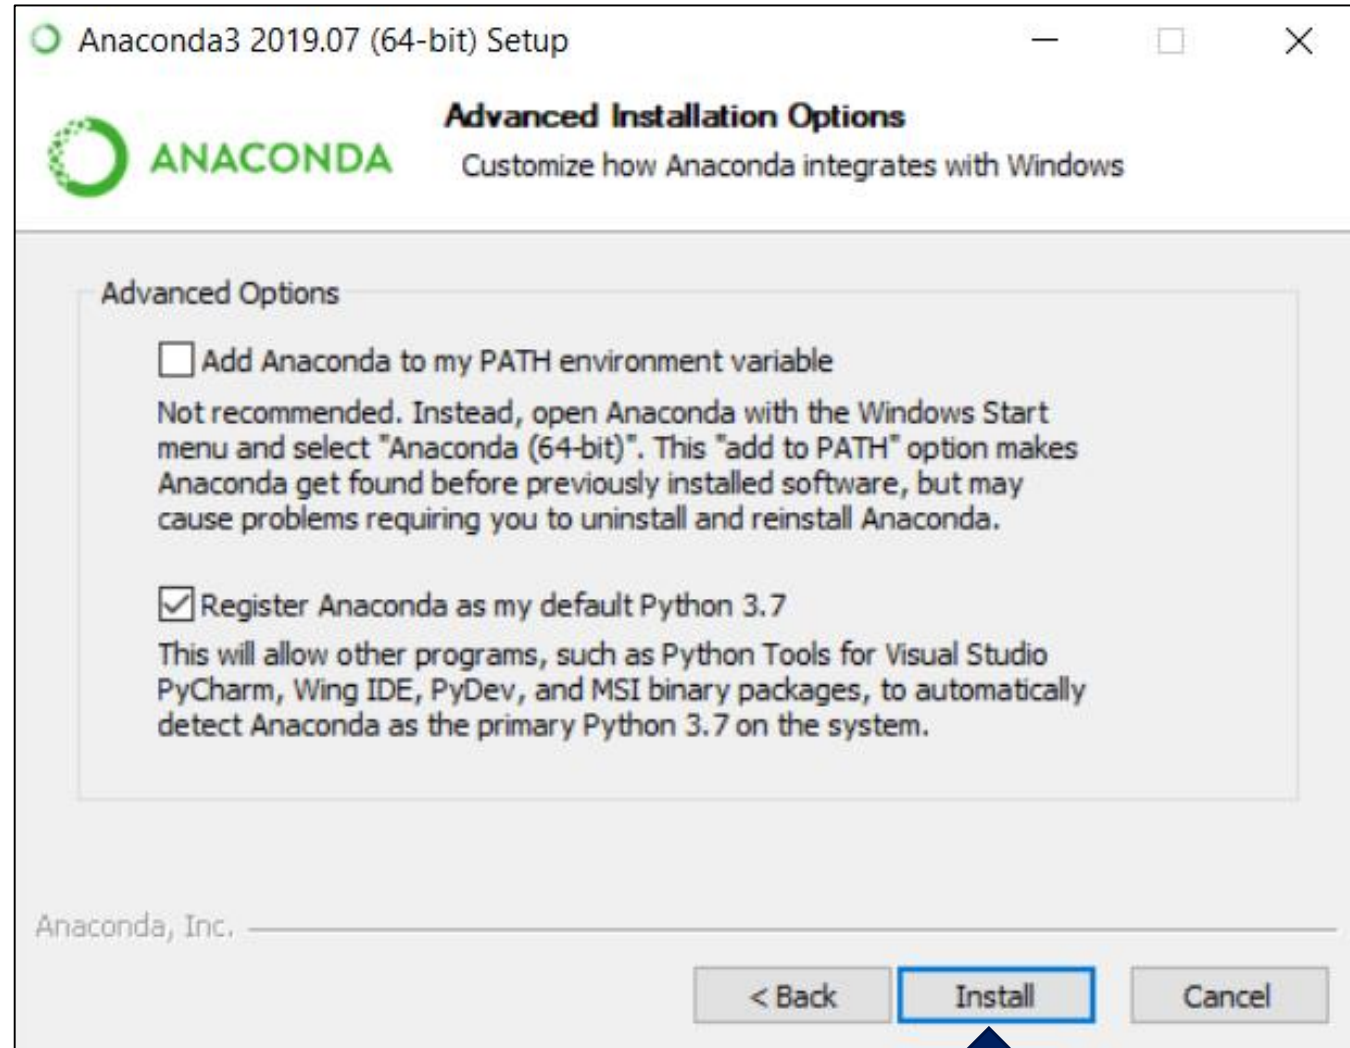 Anaconda3 2019.07 (64-bit) Setup
ANACONDA
Advanced Installation Options
Customize how Anaconda integrates with Windows
Advanced Options
Add Anaconda to my PATH environment variable
Not recommended. Instead, open Anaconda with the Windows Start
menu and select "Anaconda (64-bit)". This "add to PATH" option makes
Anaconda get found before previously installed software, but may
cause problems requiring you to uninstall and reinstall Anaconda.
Register Anaconda as my default Python 3.7
This will allow other programs, such as Python Tools for Visual Studio
PyCharm, Wing IDE, PyDev, and MSI binary packages, to automatically
detect Anaconda as the primary Python 3.7 on the system.
Anaconda, Inc.
< Back
Install
Cancel